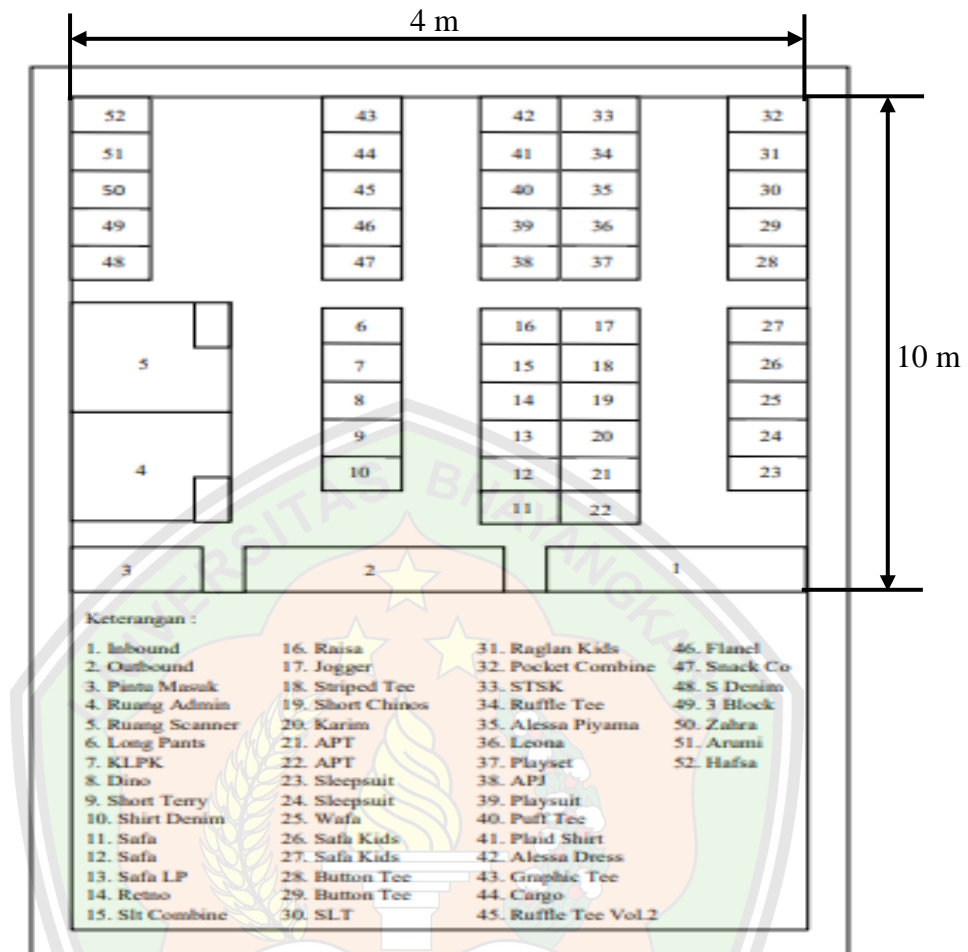 4 m
52 43 42 33 32
51 44 41 34 31
50 45 40 35 30
49 46 39 36 29
48 47 38 37 28
6 16 17 27
10 m
5 7 15 18 26
8 14 19 25
9 13 20 24
4 10 12 21 23
11 22
3 2 1
UNIVERSITAS BHAYANGKARA
Keterangan :
1. Inbound
2. Outbound
3. Pintu Masuk
4. Ruang Admin
5. Ruang Scanner
6. Long Pants
7. KLPK
8. Dino
9. Short Terry
10. Shirt Denim
11. Safa
12. Safa
13. Safa LP
14. Retno
15. Slt Combine
16. Raisa
17. Jogger
18. Striped Tee
19. Short Chinos
20. Karim
21. APT
22. APT
23. Sleepsuit
24. Sleepsuit
25. Wafa
26. Safa Kids
27. Safa Kids
28. Button Tee
29. Button Tee
30. SLT
31. Raglan Kids
32. Pocket Combine
33. STSK
34. Ruffle Tee
35. Alessa Piyama
36. Leona
37. Playset
38. APJ
39. Playsuit
40. Puff Tee
41. Plaid Shirt
42. Alessa Dress
43. Graphic Tee
44. Cargo
45. Ruffle Tee Vol.2
46. Flanel
47. Snack Co
48. S Denim
49. 3 Block
50. Zahra
51. Arumi
52. Hafsa